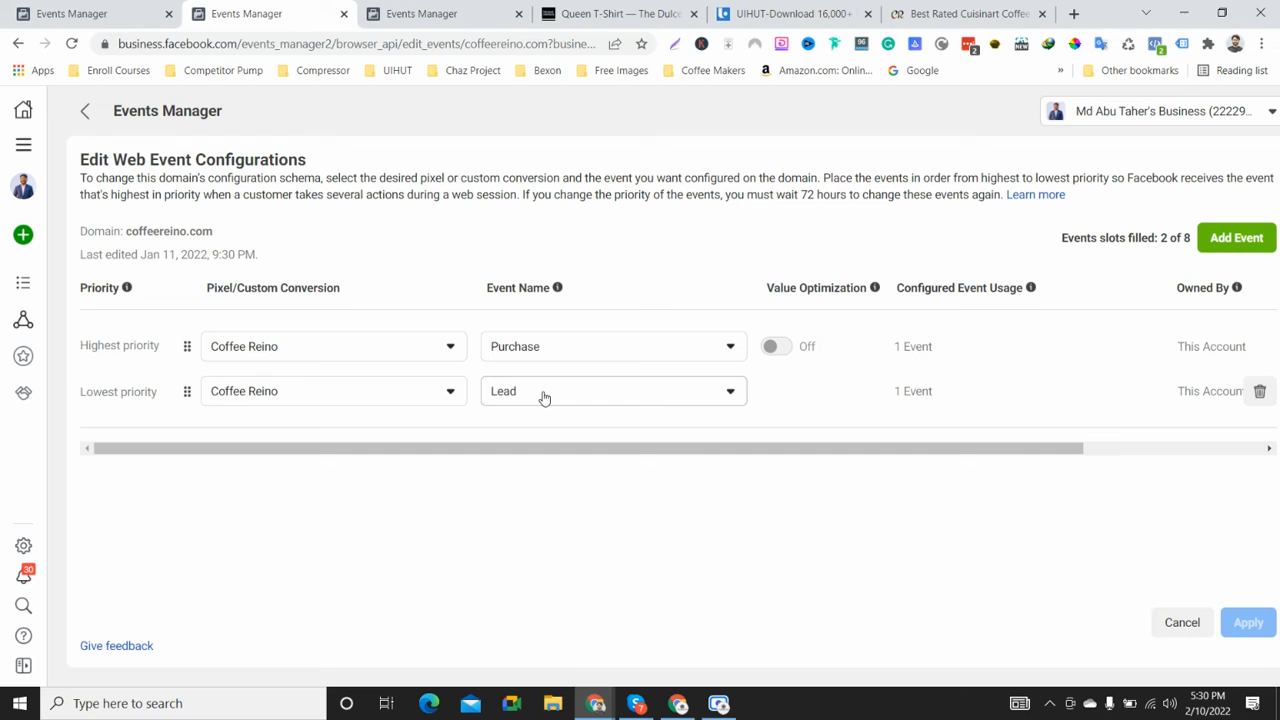 Events Manager
Events Manager
Events Manager
Queen T-Shirt — The Dulce
UIHUT-Download 16,000+
Best Rated Cuisinart Coffee
business.facebook.com/events_manager2/browser_api/edit_events/coffeereino.com?busine...
Apps
Enroll Courses
Competitor Pump
Compressor
UIHUT
Chaz Project
Bexon
Free Images
Coffee Makers
Amazon.com: Onlin...
Google
»
Other bookmarks
Reading list
Events Manager
Md Abu Taher's Business (22229...
Edit Web Event Configurations
To change this domain's configuration schema, select the desired pixel or custom conversion and the event you want configured on the domain. Place the events in order from highest to lowest priority so Facebook receives the event
that's highest in priority when a customer takes several actions during a web session. If you change the priority of the events, you must wait 72 hours to change these events again. Learn more
Domain: coffeereino.com
Last edited Jan 11, 2022, 9:30 PM.
Events slots filled: 2 of 8
Add Event
Priority
Pixel/Custom Conversion
Event Name
Value Optimization
Configured Event Usage
Owned By
Highest priority
Coffee Reino
Purchase
Off
1 Event
This Account
Lowest priority
Coffee Reino
Lead
1 Event
This Accoun
30
Give feedback
Cancel
Apply
Type here to search
5:30 PM
2/10/2022